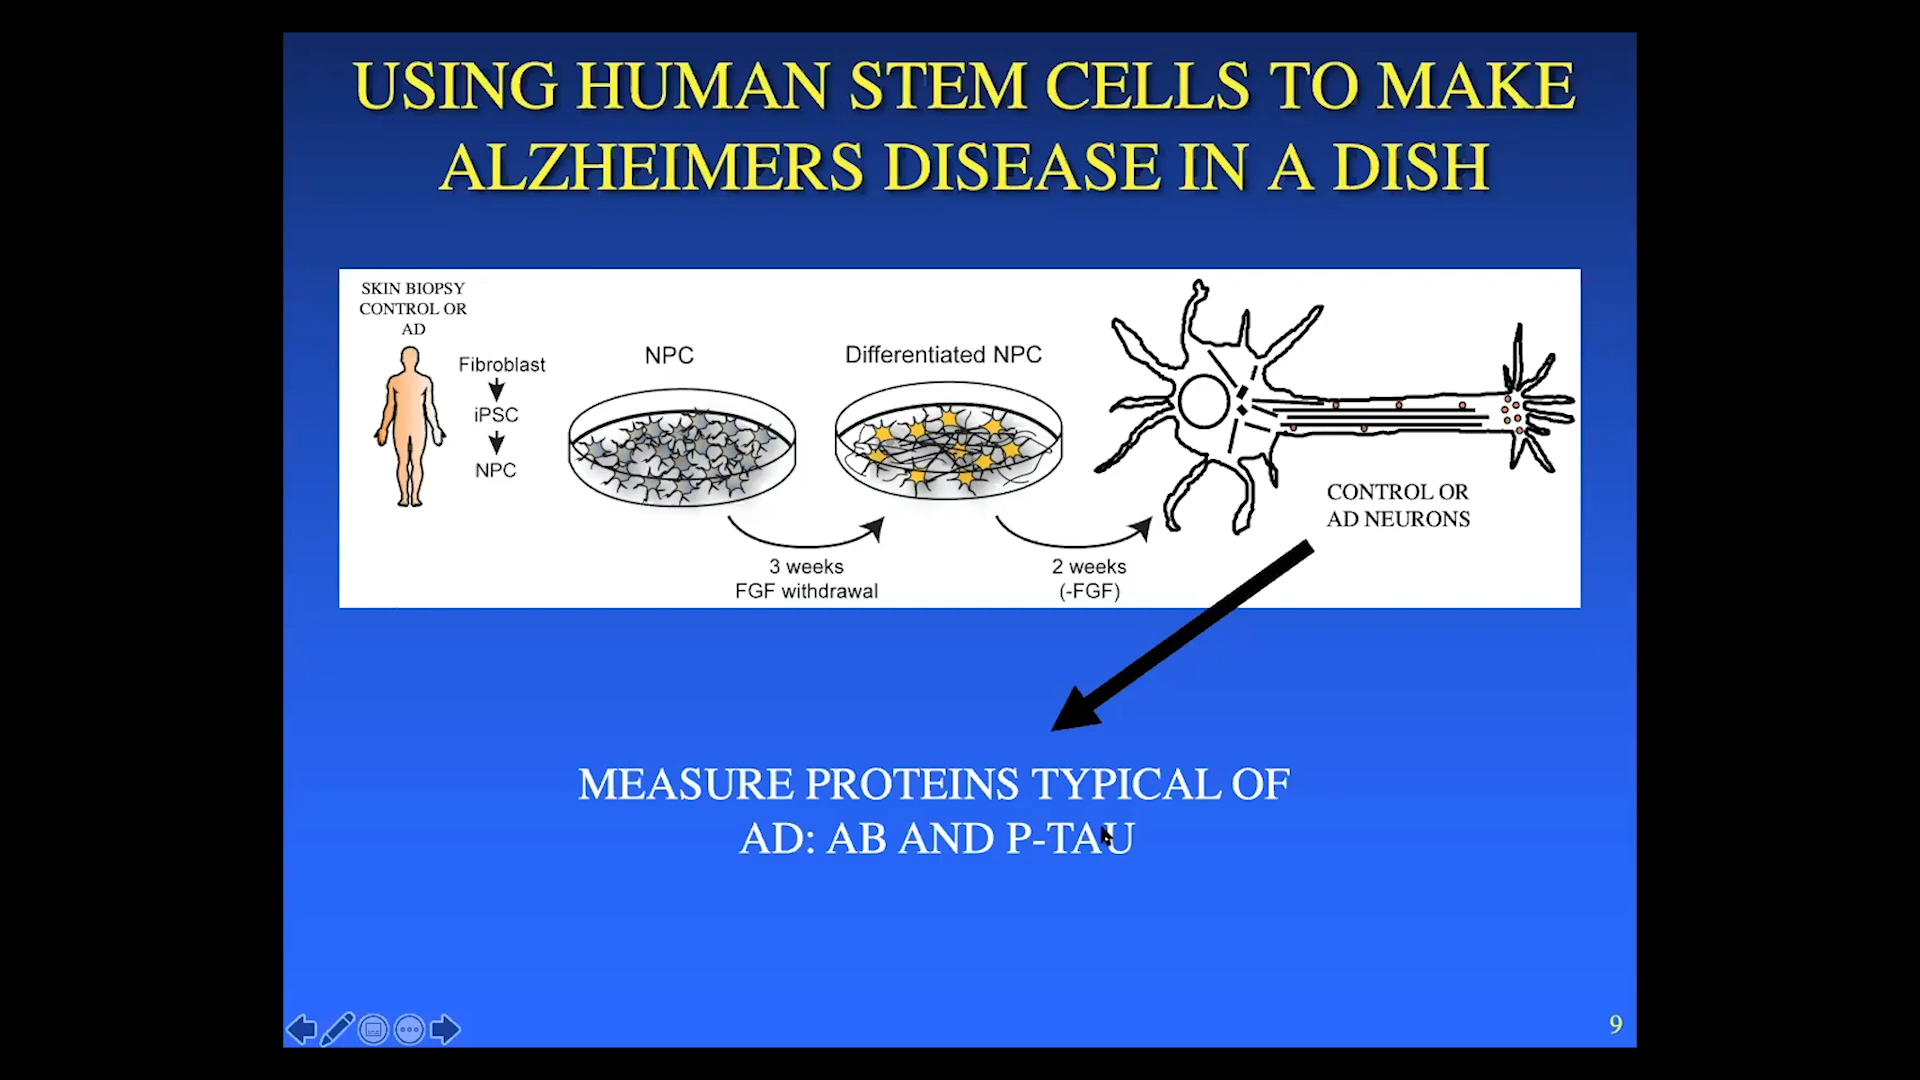 USING HUMAN STEM CELLS TO MAKE
ALZHEIMERS DISEASE IN A DISH
SKIN BIOPSY
CONTROL OR
AD
Fibroblast
iPSC
NPC
NPC
Differentiated NPC
3 weeks
FGF withdrawal
2 weeks
(-FGF)
CONTROL OR
AD NEURONS
MEASURE PROTEINS TYPICAL OF
AD: AB AND P-TAU
9